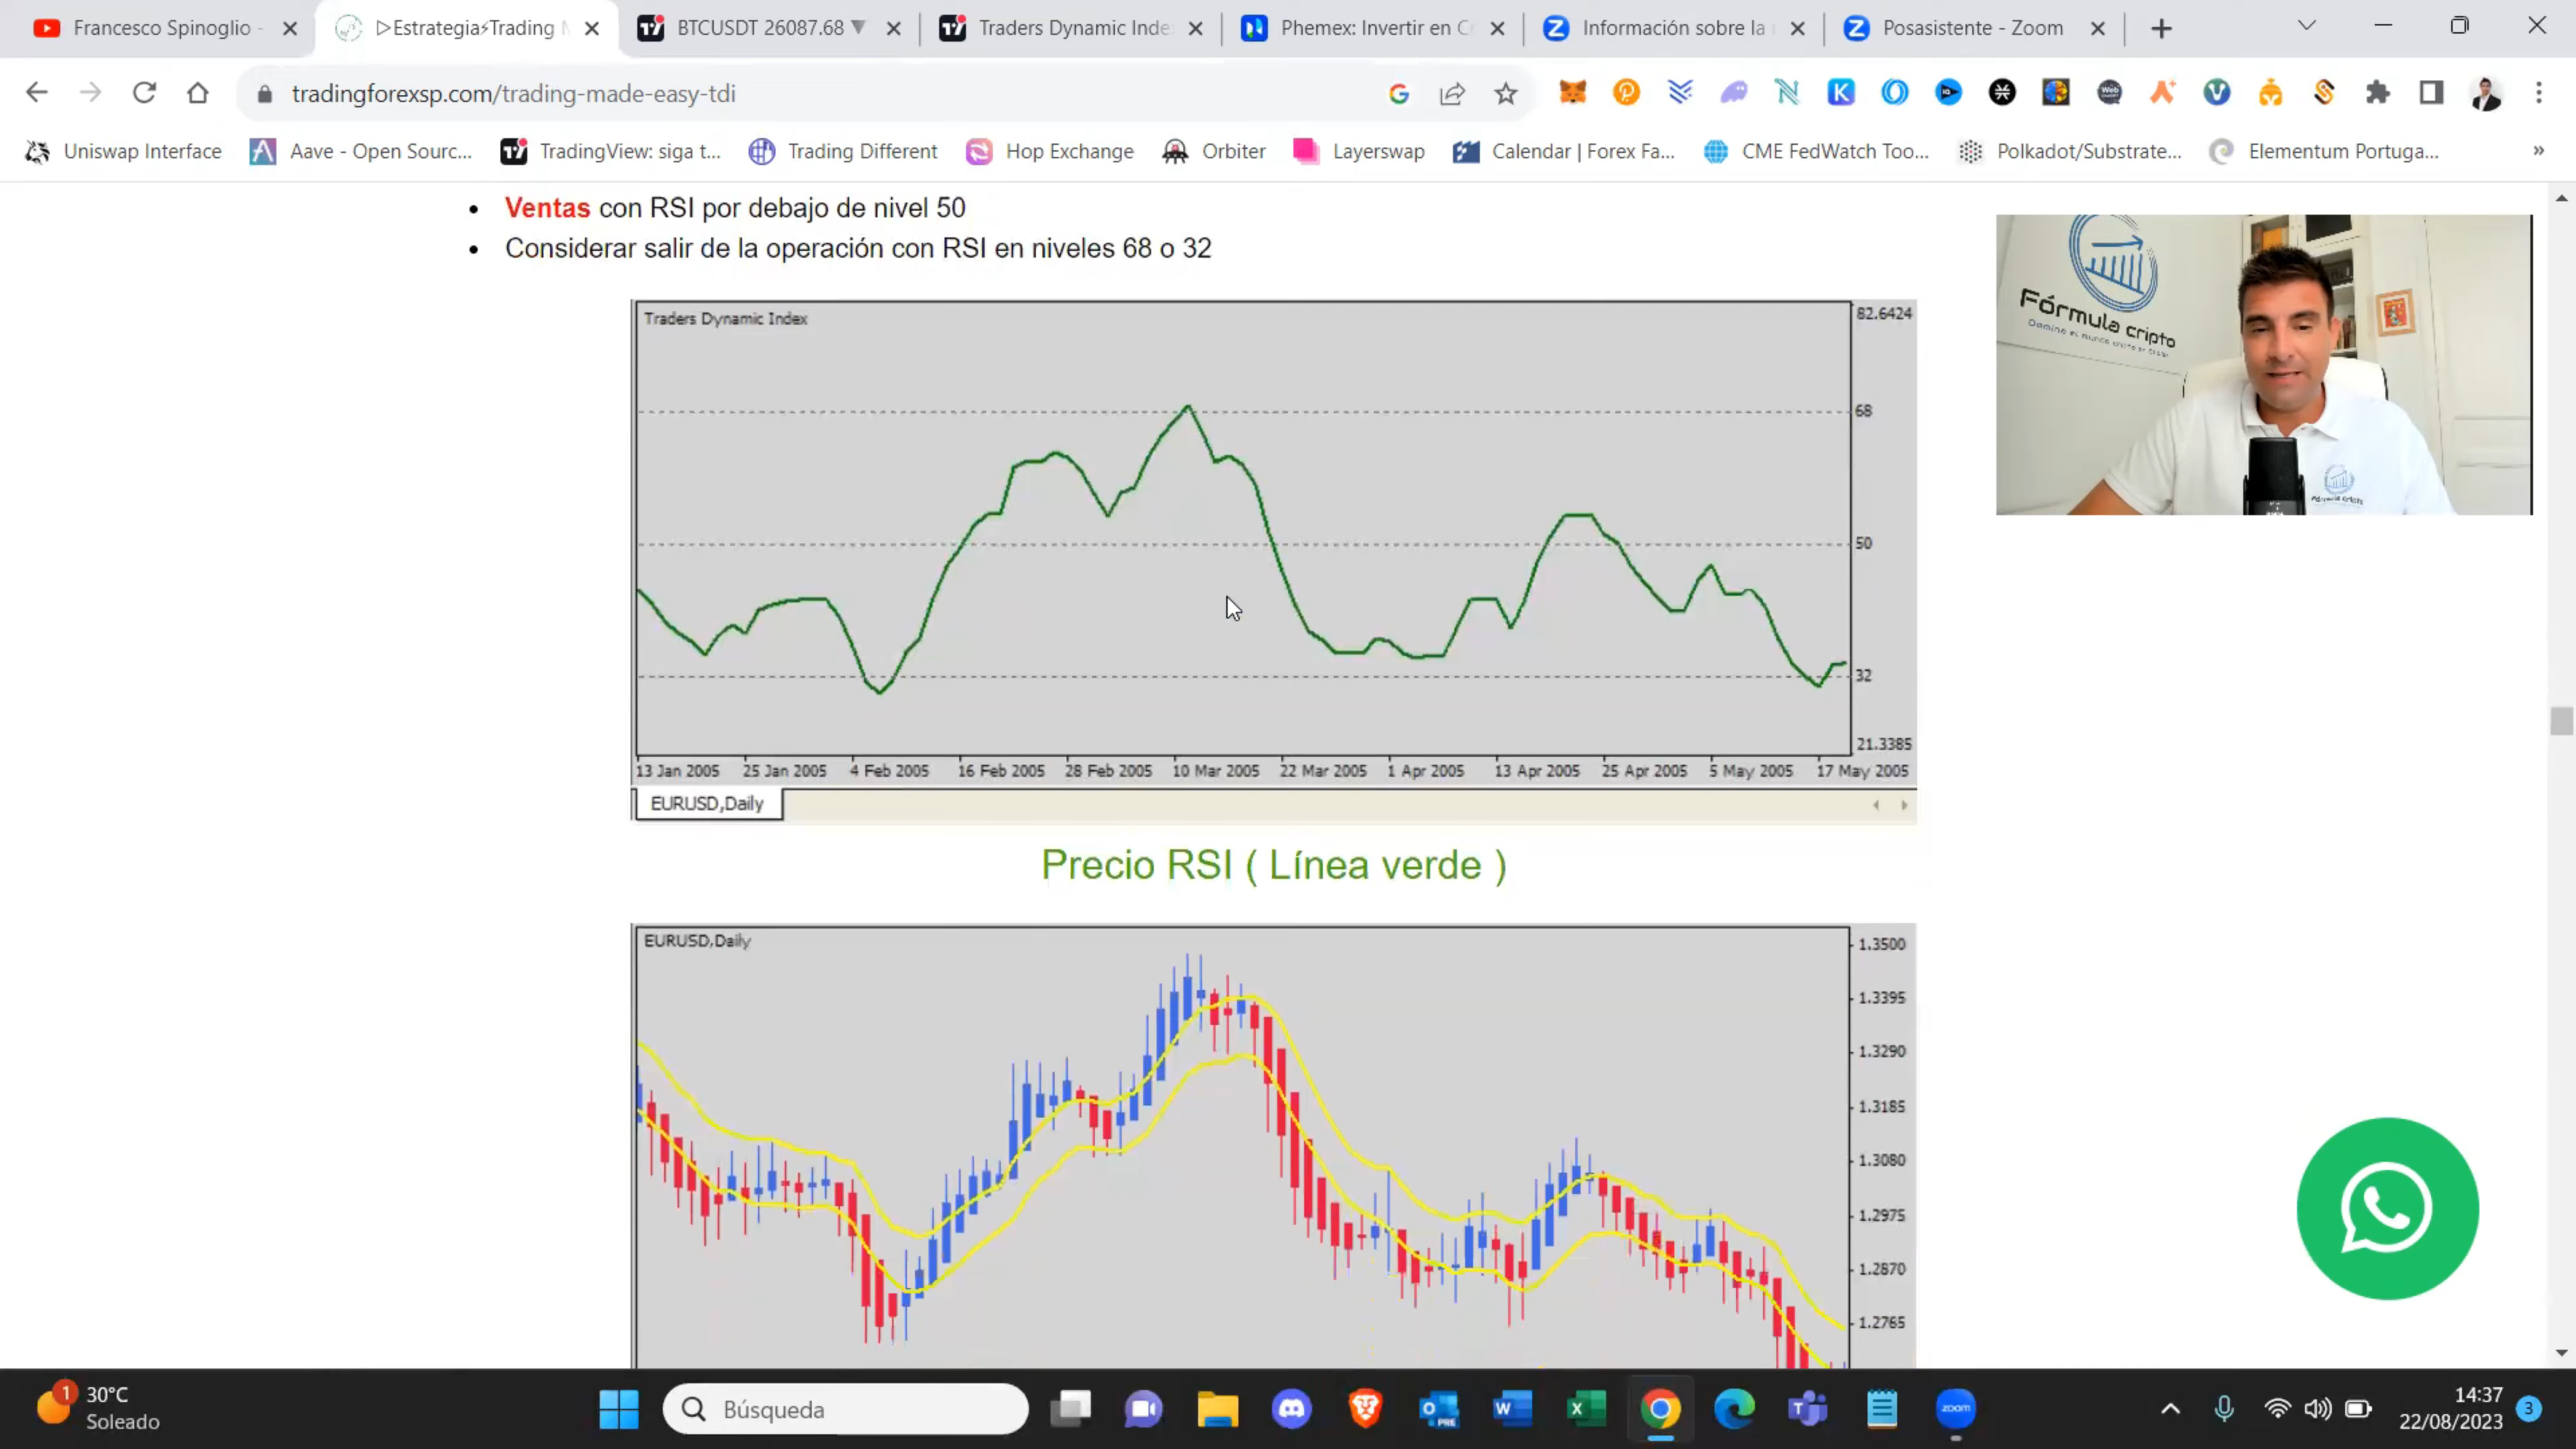 Francesco Spinoglio -
▷Estrategia⚡Trading M
BTCUSDT 26087.68 ▼
Traders Dynamic Inde
Phemex: Invertir en C
Información sobre la
Posasistente - Zoom
tradingforexsp.com/trading-made-easy-tdi
Uniswap Interface
Aave - Open Sourc...
TradingView: siga t...
Trading Different
Hop Exchange
Orbiter
Layerswap
Calendar | Forex Fa...
CME FedWatch Too...
Polkadot/Substrate...
Elementum Portuga...
»
• Ventas con RSI por debajo de nivel 50
• Considerar salir de la operación con RSI en niveles 68 o 32
Fórmula cripto
Traders Dynamic Index
82.6424
68
50
32
21.3385
13 Jan 2005
25 Jan 2005
4 Feb 2005
16 Feb 2005
28 Feb 2005
10 Mar 2005
22 Mar 2005
1 Apr 2005
13 Apr 2005
25 Apr 2005
5 May 2005
17 May 2005
EURUSD,Daily
Precio RSI ( Línea verde )
EURUSD,Daily
1.3500
1.3395
1.3290
1.3185
1.3080
1.2975
1.2870
1.2765
1
30°C
Soleado
Búsqueda
PRE
zoom
14:37
22/08/2023
3